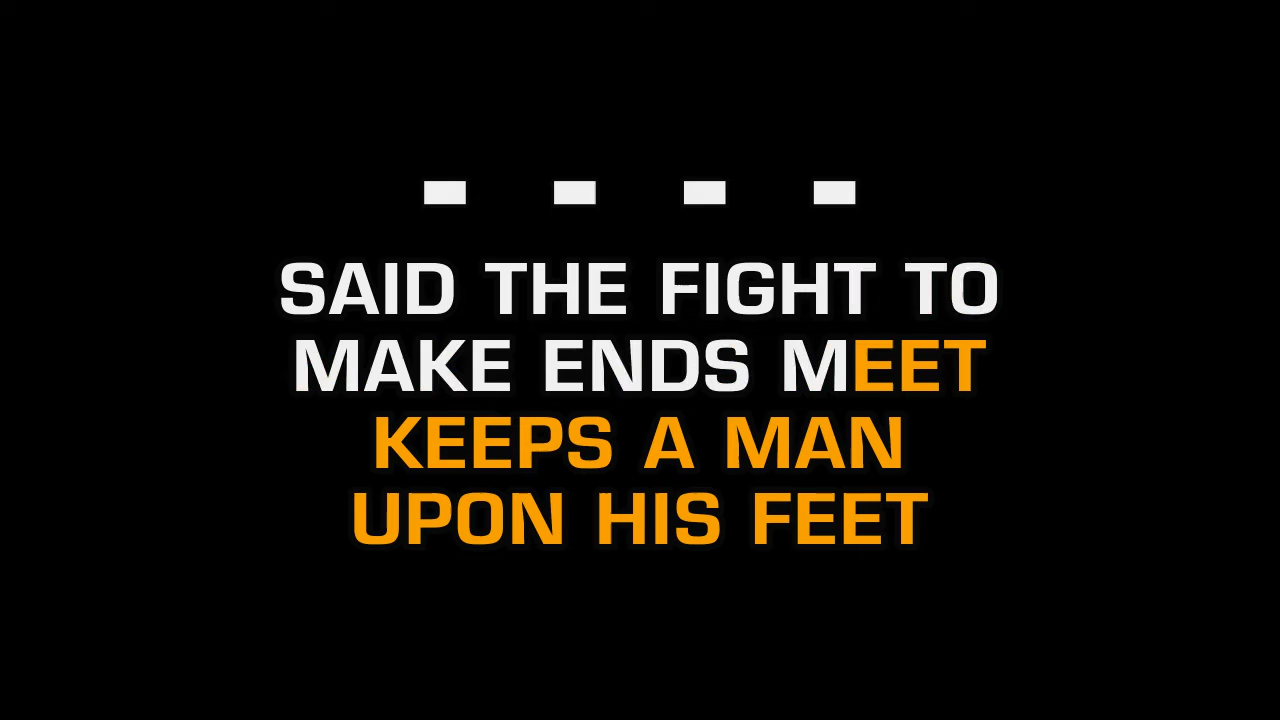 SAID THE FIGHT TO
MAKE ENDS MEET
KEEPS A MAN
UPON HIS FEET